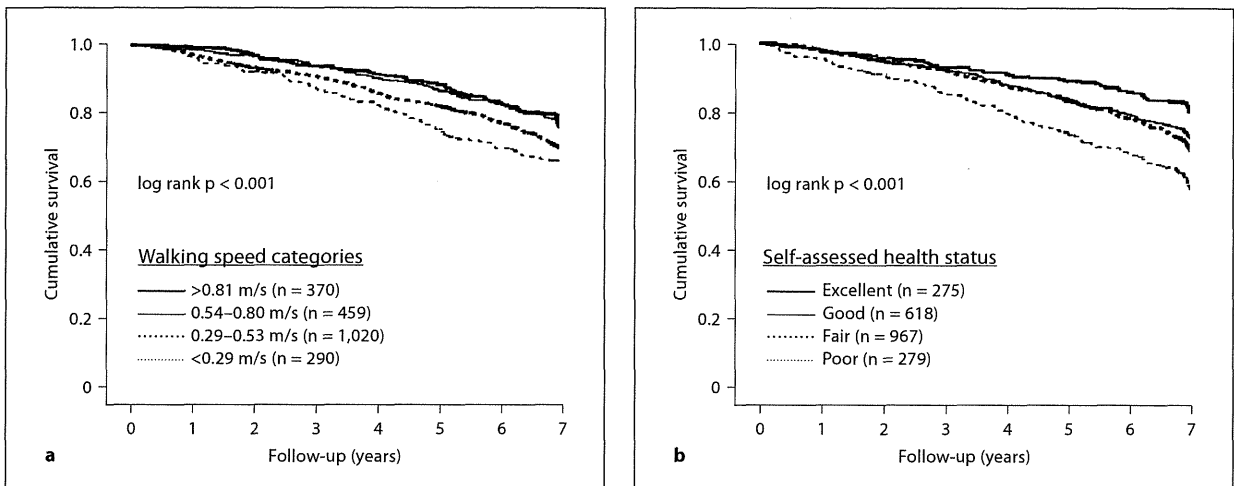 1.0
0.8
0.6
0.4
0.2
0
Cumulative survival
log rank p < 0.001
Walking speed categories
>0.81 m/s (n = 370)
0.54–0.80 m/s (n = 459)
0.29–0.53 m/s (n = 1,020)
<0.29 m/s (n = 290)
0 1 2 3 4 5 6 7
a
Follow-up (years)
1.0
0.8
0.6
0.4
0.2
0
Cumulative survival
log rank p < 0.001
Self-assessed health status
Excellent (n = 275)
Good (n = 618)
Fair (n = 967)
Poor (n = 279)
0 1 2 3 4 5 6 7
b
Follow-up (years)